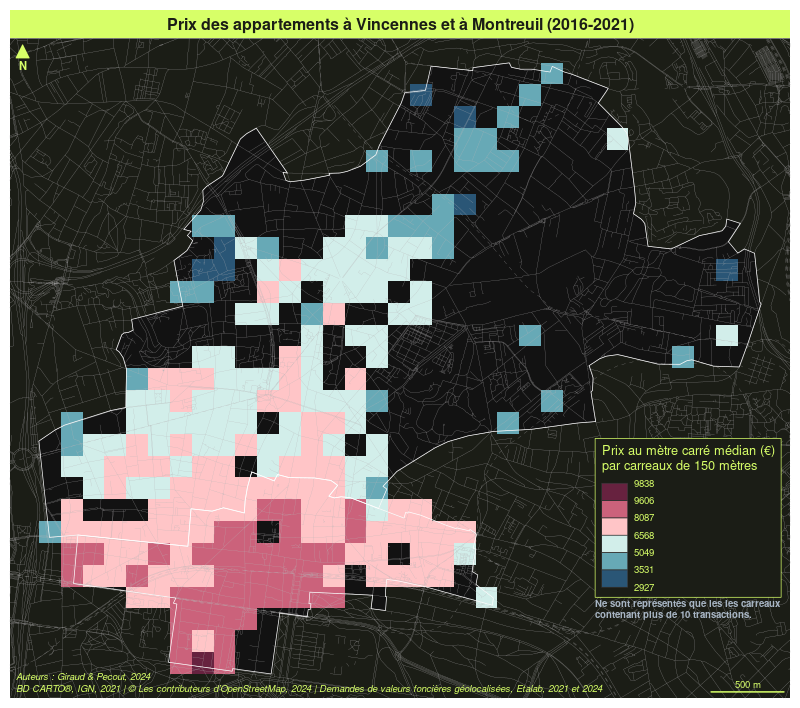 Prix des appartements à Vincennes et à Montreuil (2016-2021)
N
Prix au mètre carré médian (€)
par carreaux de 150 mètres
9838
9606
8087
6568
5049
3531
2927
Ne sont représentés que les les carreaux
contenant plus de 10 transactions.
Auteurs : Giraud & Pecout, 2024
BD CARTO®, IGN, 2021 | © Les contributeurs d'OpenStreetMap, 2024 | Demandes de valeurs foncières géolocalisées, Etalab, 2021 et 2024
500 m